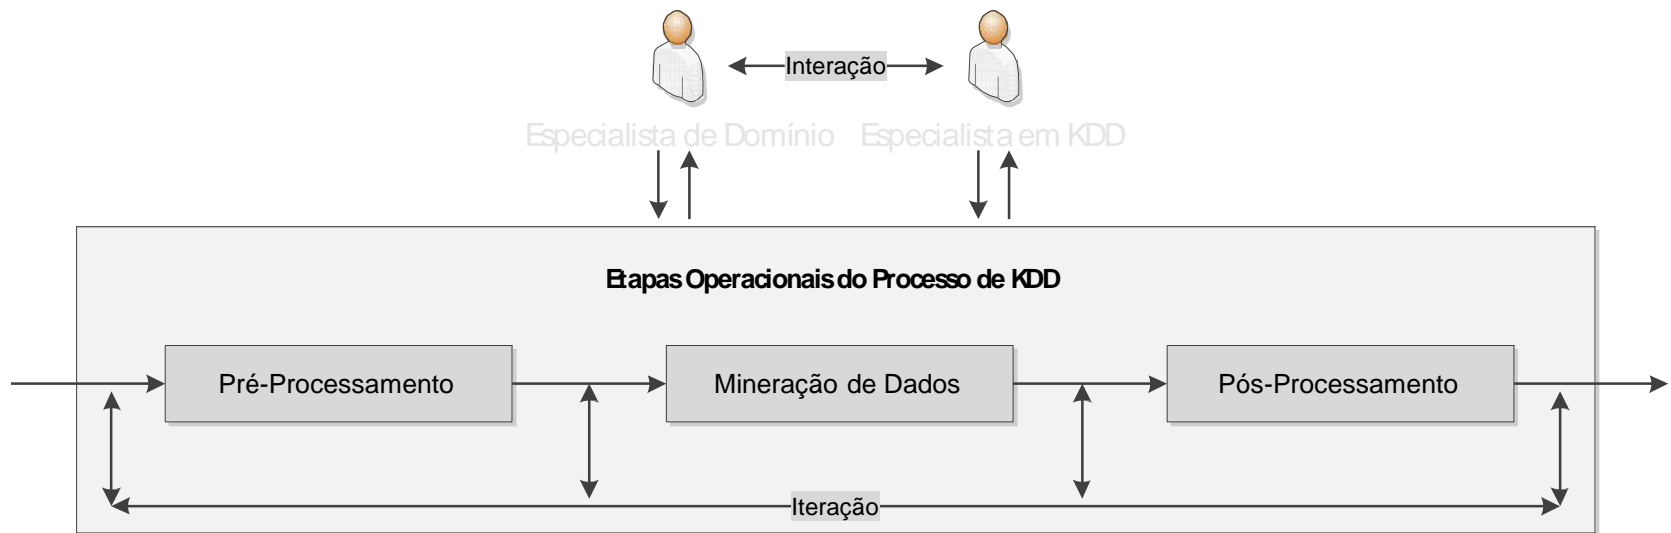 Interação
Especialista de Domínio
Especialista em KDD
Etapas Operacionais do Processo de KDD
Pré-Processamento
Mineração de Dados
Pós-Processamento
Iteração